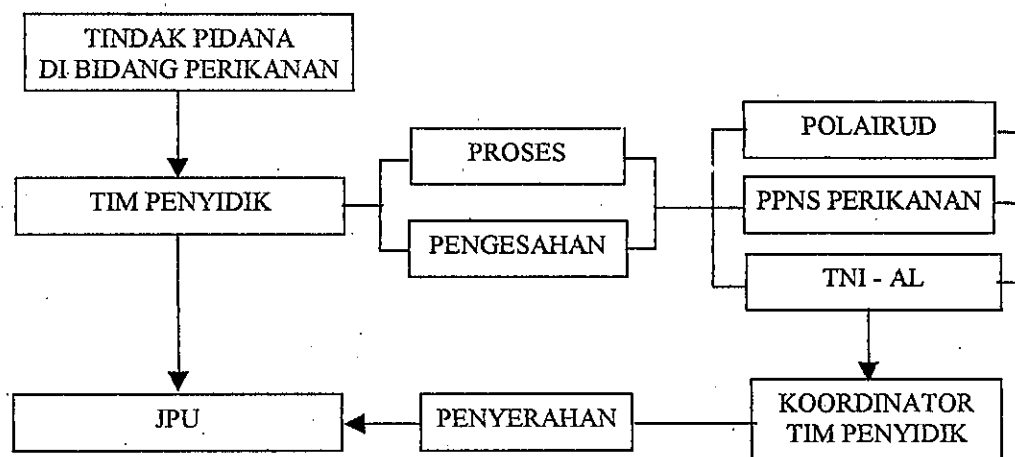 TINDAK PIDANA
DI BIDANG PERIKANAN
PROSES
POLAIRUD
TIM PENYIDIK
PPNS PERIKANAN
PENGESAHAN
TNI - AL
JPU
PENYERAHAN
KOORDINATOR
TIM PENYIDIK